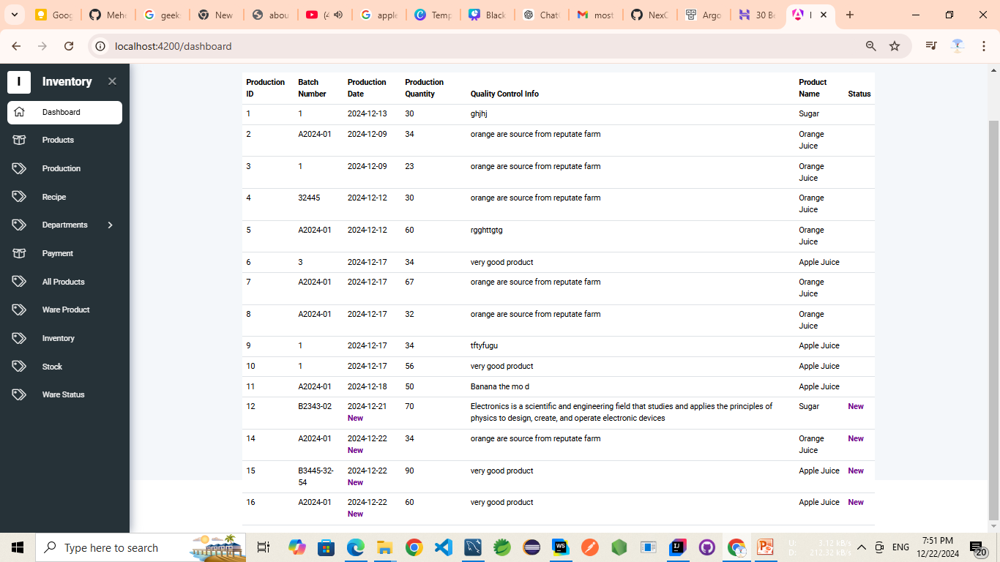 Goog
Mehe
geek
New
abou
(4
apple
Temp
Black
Chat
most
NexC
Argo
30 Be
I
localhost:4200/dashboard
I Inventory
Dashboard
Products
Production
Recipe
Departments
Payment
All Products
Ware Product
Inventory
Stock
Ware Status
Production ID Batch Number Production Date Production Quantity Quality Control Info Product Name Status
1 1 2024-12-13 30 ghjhj Sugar
2 A2024-01 2024-12-09 34 orange are source from reputate farm Orange
Juice
3 1 2024-12-09 23 orange are source from reputate farm Orange
Juice
4 32445 2024-12-12 30 orange are source from reputate farm Orange
Juice
5 A2024-01 2024-12-12 60 rgghttgtg Orange
Juice
6 3 2024-12-17 34 very good product Apple Juice
7 A2024-01 2024-12-17 67 orange are source from reputate farm Orange
Juice
8 A2024-01 2024-12-17 32 orange are source from reputate farm Orange
Juice
9 1 2024-12-17 34 tftyfugu Apple Juice
10 1 2024-12-17 56 very good product Apple Juice
11 A2024-01 2024-12-18 50 Banana the mo d Apple Juice
12 B2343-02 2024-12-21 70 Electronics is a scientific and engineering field that studies and applies the principles of Sugar New
New physics to design, create, and operate electronic devices
14 A2024-01 2024-12-22 34 orange are source from reputate farm Orange New
New Juice
15 B3445-32- 2024-12-22 90 very good product Apple Juice New
54 New
16 A2024-01 2024-12-22 60 very good product Apple Juice New
New
Type here to search
WS
U: 3.12 kB/s
D: 212.32 kB/s
ENG
7:51 PM
12/22/2024
20